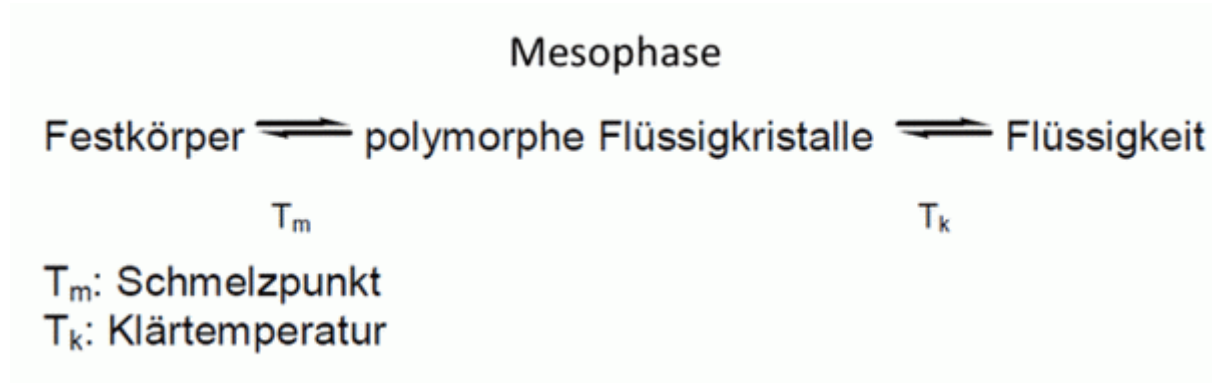 Mesophase
Festkörper ⇌ polymorphe Flüssigkristalle ⇌ Flüssigkeit
Tm Tk
Tm: Schmelzpunkt
Tk: Klärtemperatur